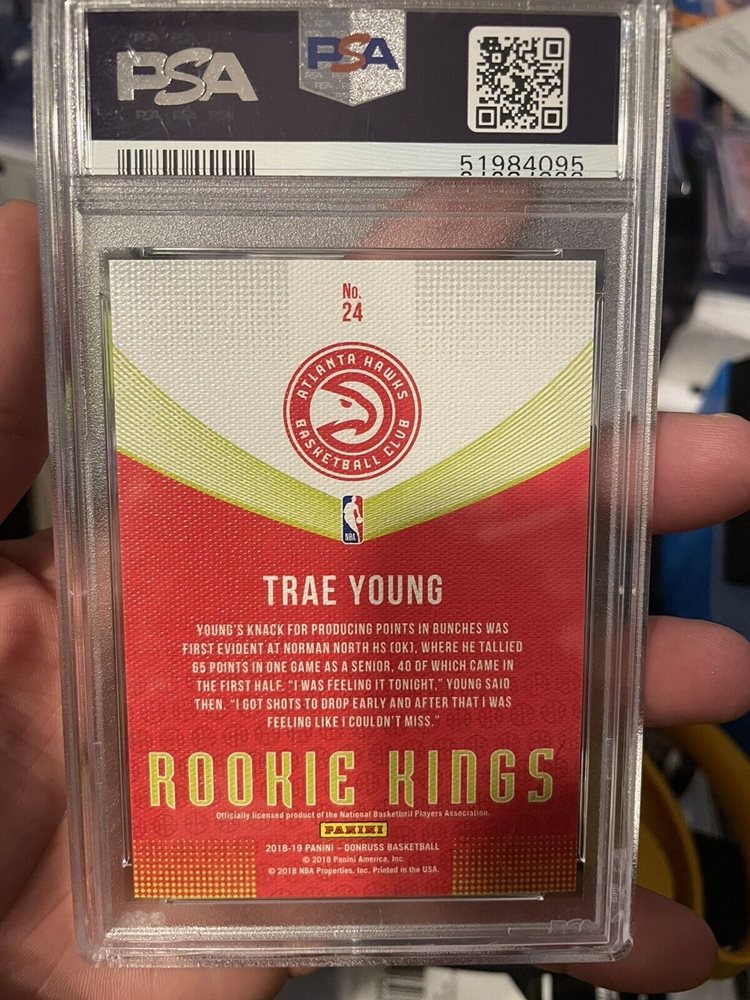 PSA
PSA
51984095
No.
24
ATLANTA HAWKS
BASKETBALL CLUB
NBA
TRAE YOUNG
YOUNG'S KNACK FOR PRODUCING POINTS IN BUNCHES WAS
FIRST EVIDENT AT NORMAN NORTH HS (OK), WHERE HE TALLIED
65 POINTS IN ONE GAME AS A SENIOR, 40 OF WHICH CAME IN
THE FIRST HALF. "I WAS FEELING IT TONIGHT," YOUNG SAID
THEN. "I GOT SHOTS TO DROP EARLY AND AFTER THAT I WAS
FEELING LIKE I COULDN'T MISS."
ROOKIE KINGS
Officially licensed product of the National Basketball Players Association.
PANINI
2018-19 PANINI – DONRUSS BASKETBALL
© 2018 Panini America, Inc.
© 2018 NBA Properties, Inc. Printed in the USA.
PSA